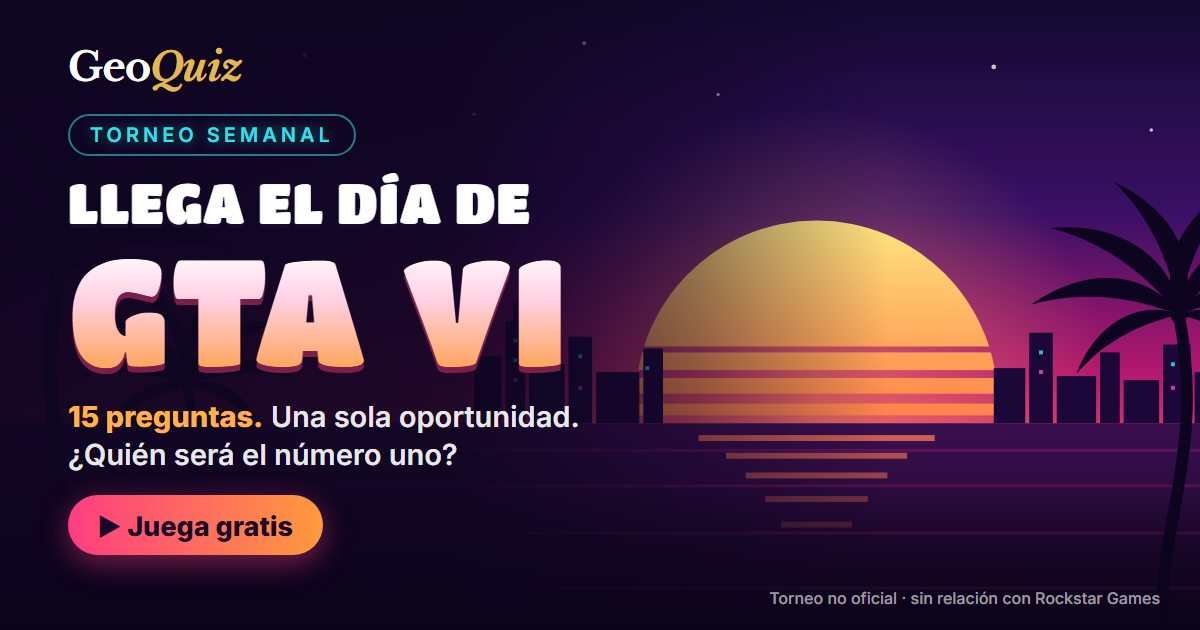 GeoQuiz
TORNEO SEMANAL
LLEGA EL DÍA DE
GTA VI
15 preguntas. Una sola oportunidad.
¿Quién será el número uno?
▶ Juega gratis
Torneo no oficial · sin relación con Rockstar Games